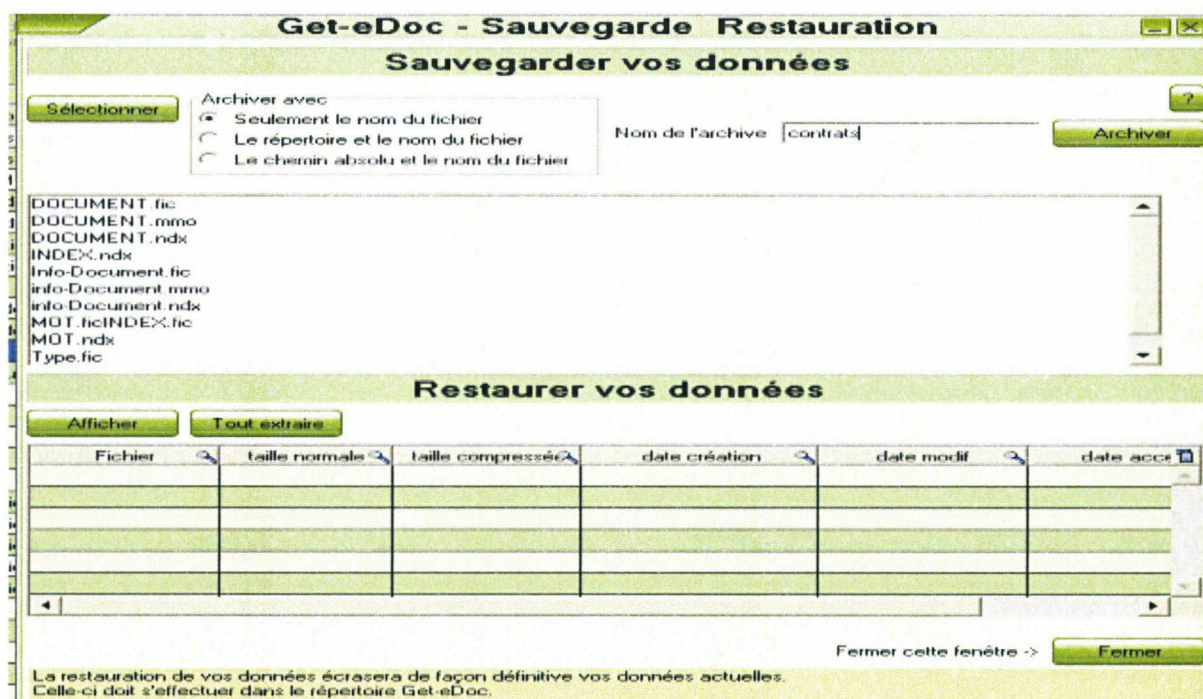 Get-eDoc - Sauvegarde Restauration
Sauvegarder vos données
Sélectionner
Archiver avec
Seulement le nom du fichier
Le répertoire et le nom du fichier
Le chemin absolu et le nom du fichier
Nom de l'archive contrats
?
Archiver
DOCUMENT.fic
DOCUMENT.mmo
DOCUMENT.ndx
INDEX.ndx
Info-Document.fic
info-Document.mmo
info-Document.ndx
MOT.ficINDEX.fic
MOT.ndx
Type.fic
Restaurer vos données
Afficher Tout extraire
Fichier taille normale taille compressée date création date modif date acce
Fermer cette fenêtre -> Fermer
La restauration de vos données écrasera de façon définitive vos données actuelles.
Celle-ci doit s'effectuer dans le répertoire Get-eDoc.